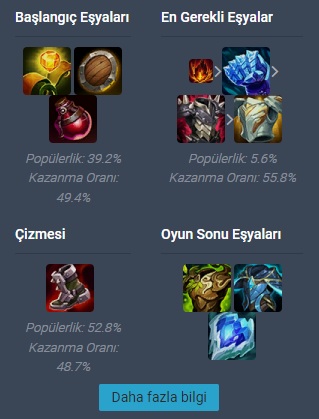 Başlangıç Eşyaları
Popülerlik: 39.2%
Kazanma Oranı:
49.4%
En Gerekli Eşyalar
Popülerlik: 5.6%
Kazanma Oranı: 55.8%
Çizmesi
Popülerlik: 52.8%
Kazanma Oranı:
48.7%
Oyun Sonu Eşyaları
Daha fazla bilgi